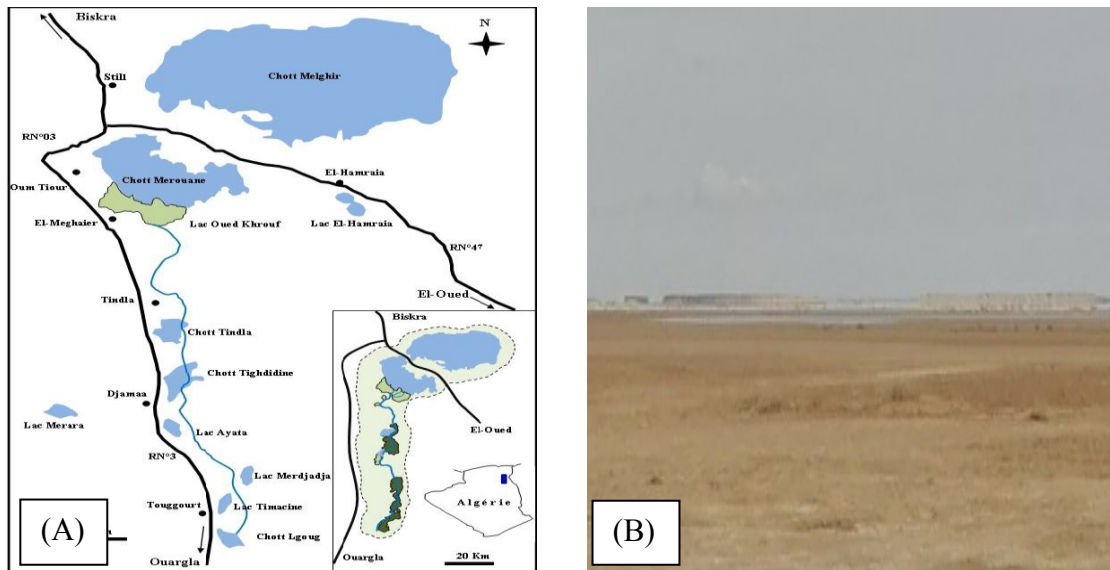 Biskra
N
Still
Chott Melghir
RN°03
Oum Tiour
Chott Merouane
El-Hamraia
El-Meghaier
Lac Oued Khrouf
Lac El-Hamraia
RN°47
El-Oued
Tindla
Chott Tindla
Chott Tighdidine
Djamaa
Lac Merara
Lac Ayata
RN°3
Lac Merdjadja
Touggourt
Lac Timacine
Chott Lgoug
Ouargla
Biskra
El-Oued
Algérie
Ouargla
20 Km
(A)
(B)